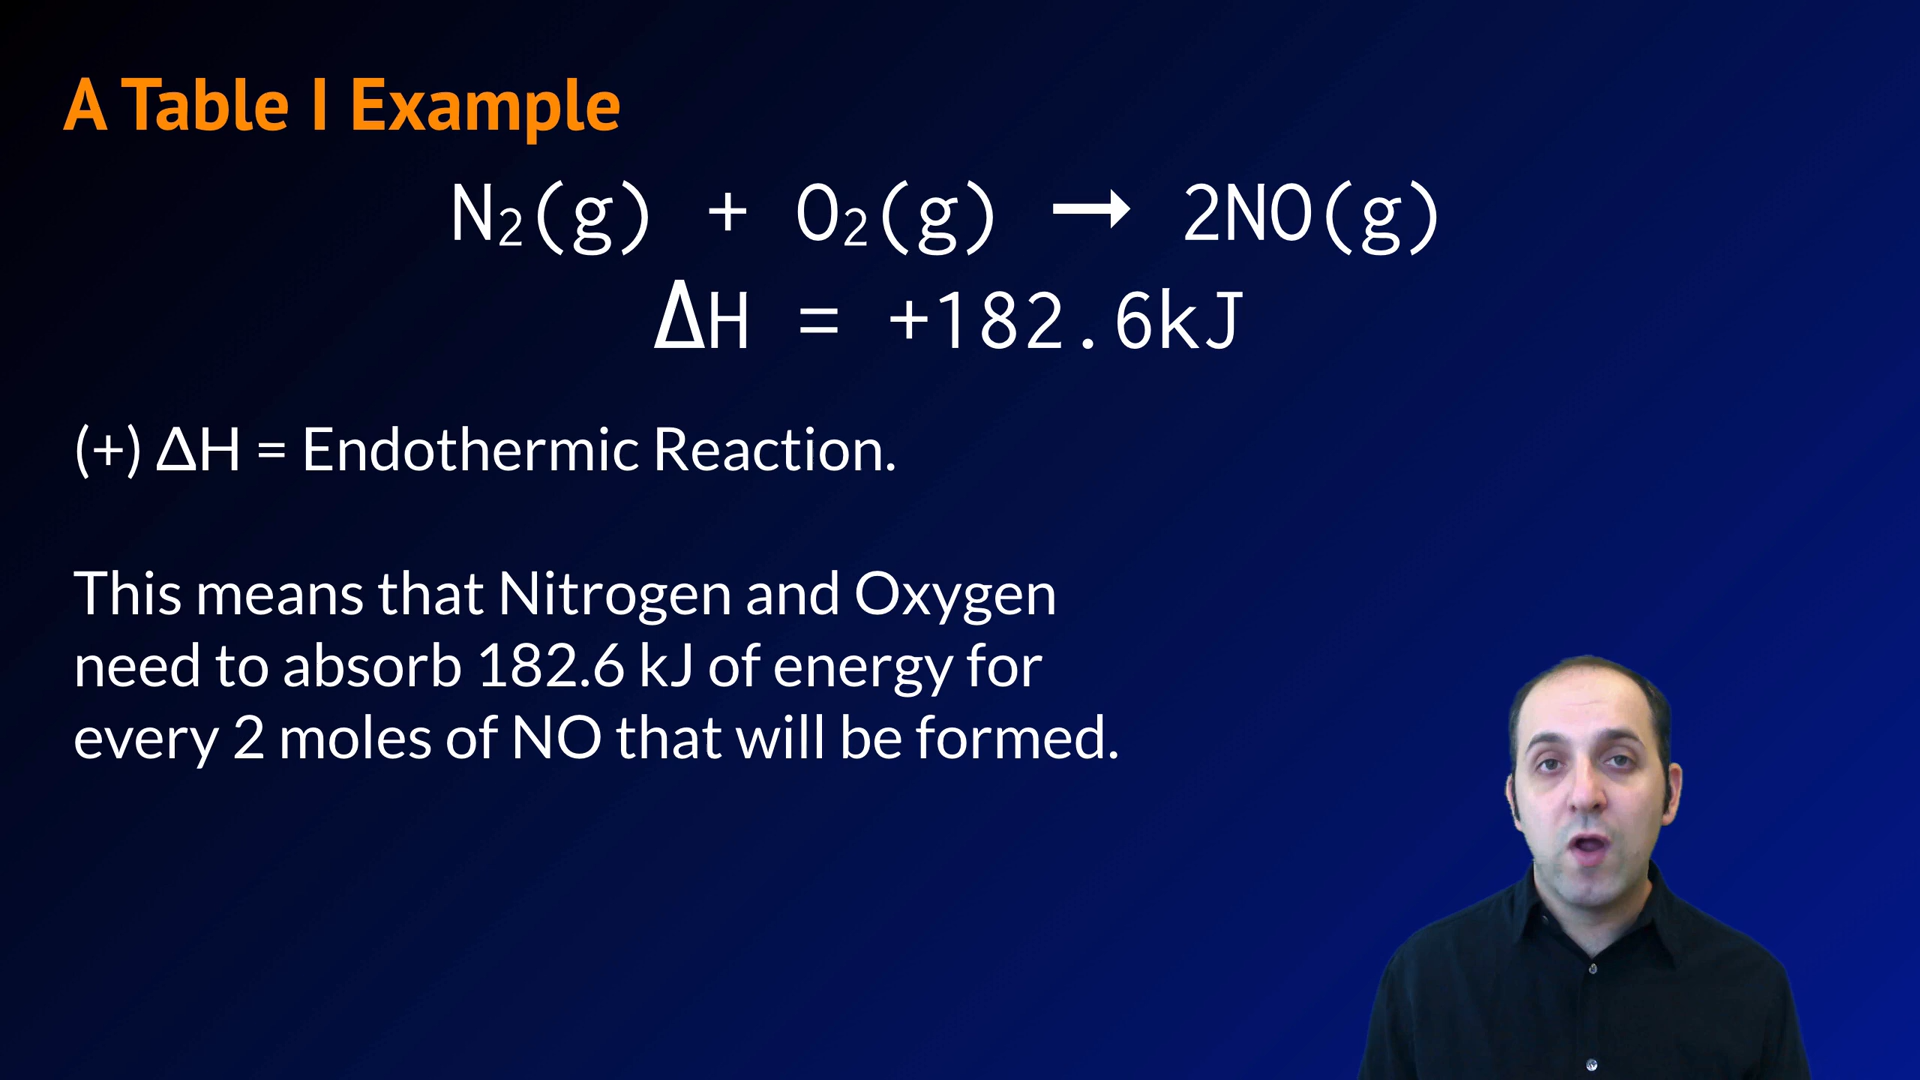 A Table I Example
N₂(g) + O₂(g) → 2NO(g)
ΔH = +182.6kJ
(+) ΔH = Endothermic Reaction.
This means that Nitrogen and Oxygen
need to absorb 182.6 kJ of energy for
every 2 moles of NO that will be formed.